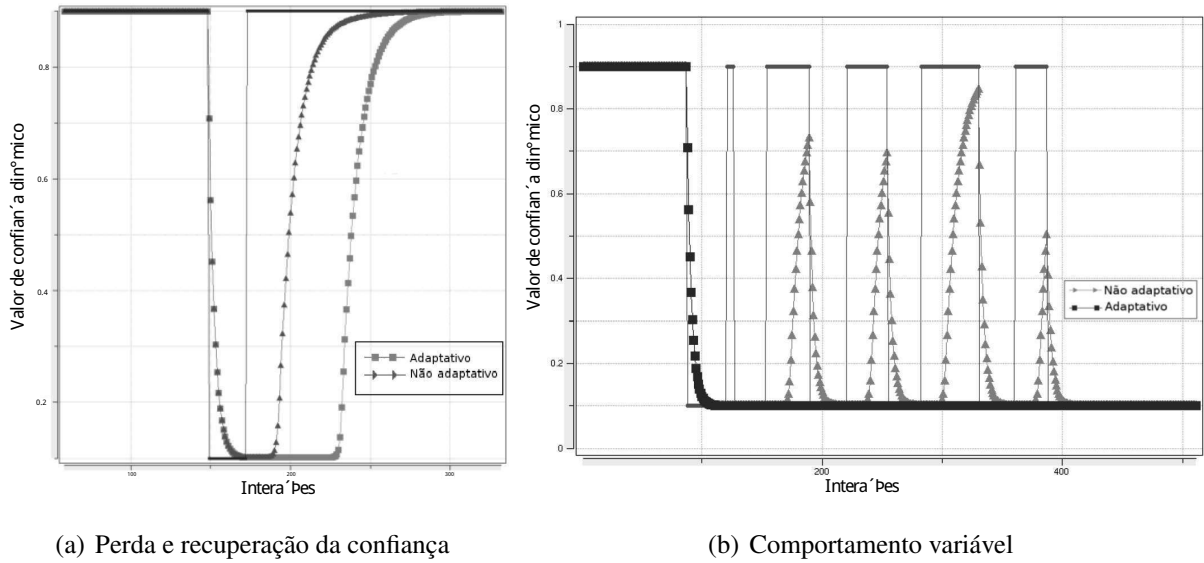 0.8
0.6
0.4
0.2
Valor de confian´a din°mico
Adaptativo
Não adaptativo
100
200
300
Intera´Þes
(a) Perda e recuperação da confiança
1
0.8
0.6
0.4
0.2
0
Valor de confian´a din°mico
Não adaptativo
Adaptativo
200
400
Intera´Þes
(b) Comportamento variável